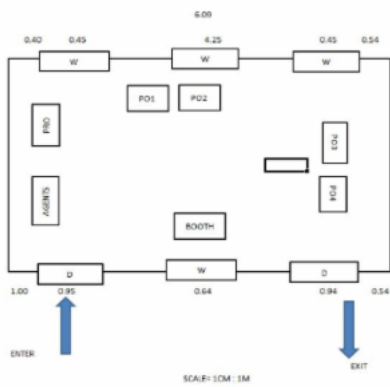 6.09
0.40 0.45 4.25 0.45 0.54
W W W
PO1 PO2
PRO
PO3
AGENTS
PO4
BOOTH
D W D
1.00 0.95 0.64 0.94 0.54
ENTER
EXIT
SCALE= 1CM : 1M